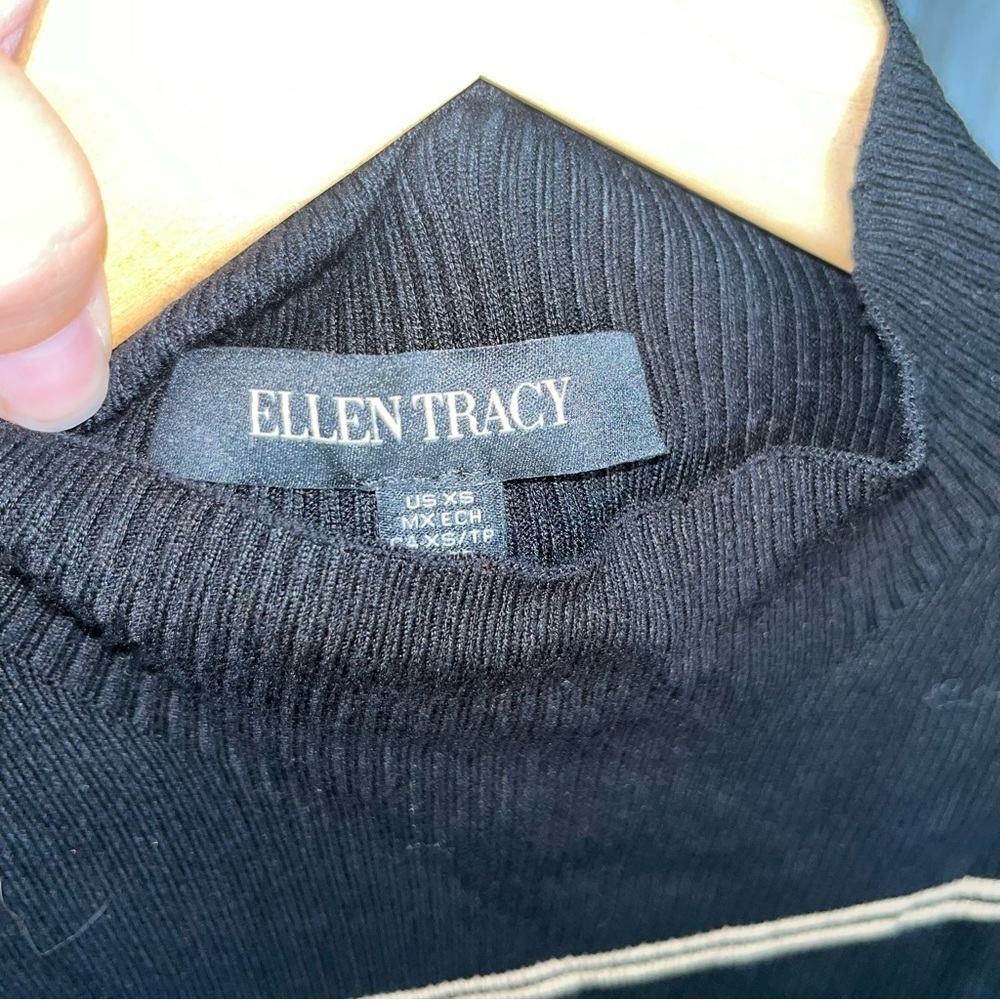 ELLEN TRACY
US XS
MX ECH
CA XS/TP